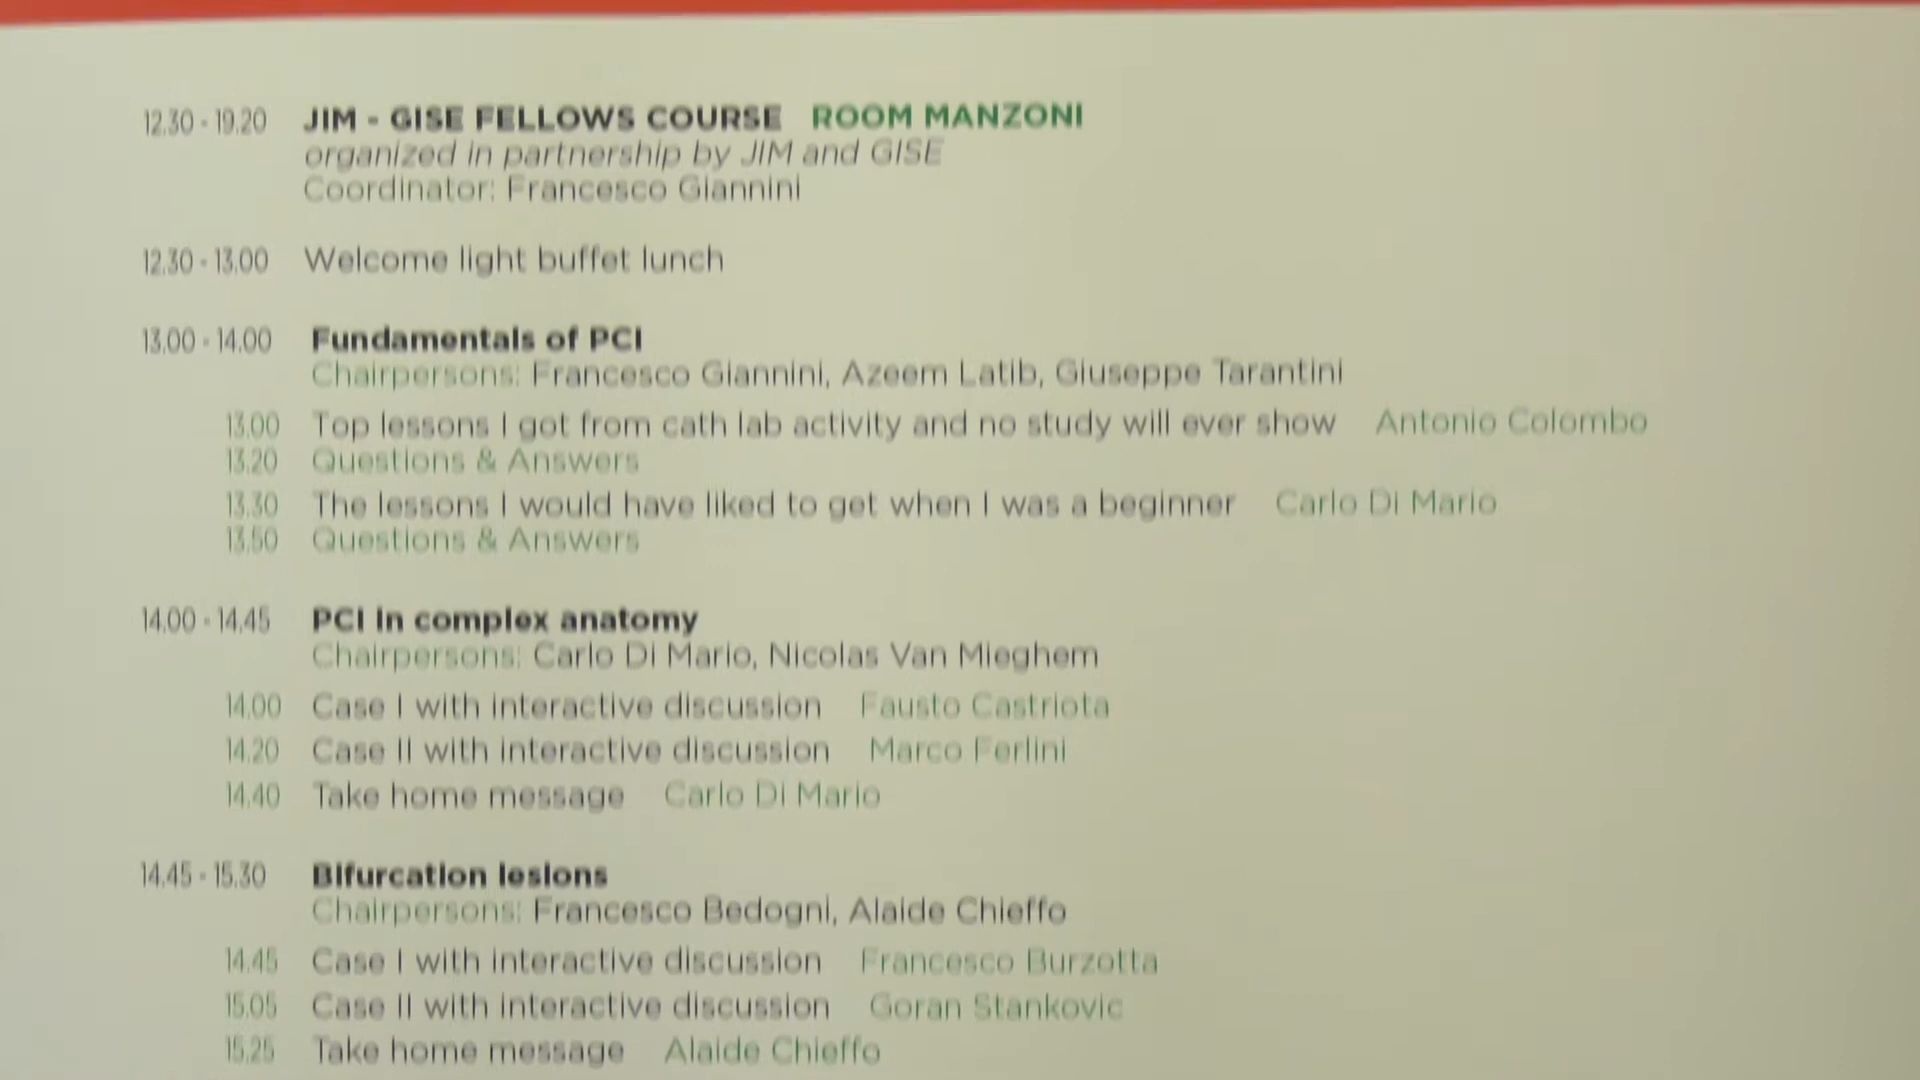 12.30 - 19.20 JIM - GISE FELLOWS COURSE ROOM MANZONI
organized in partnership by JIM and GISE
Coordinator: Francesco Giannini
12.30 - 13.00 Welcome light buffet lunch
13.00 - 14.00 Fundamentals of PCI
Chairpersons: Francesco Giannini, Azeem Latib, Giuseppe Tarantini
13.00 Top lessons I got from cath lab activity and no study will ever show Antonio Colombo
13.20 Questions & Answers
13.30 The lessons I would have liked to get when I was a beginner Carlo Di Mario
13.50 Questions & Answers
14.00 - 14.45 PCI in complex anatomy
Chairpersons: Carlo Di Mario, Nicolas Van Mieghem
14.00 Case I with interactive discussion Fausto Castriota
14.20 Case II with interactive discussion Marco Ferlini
14.40 Take home message Carlo Di Mario
14.45 - 15.30 Bifurcation lesions
Chairpersons: Francesco Bedogni, Alaide Chieffo
14.45 Case I with interactive discussion Francesco Burzotta
15.05 Case II with interactive discussion Goran Stankovic
15.25 Take home message Alaide Chieffo